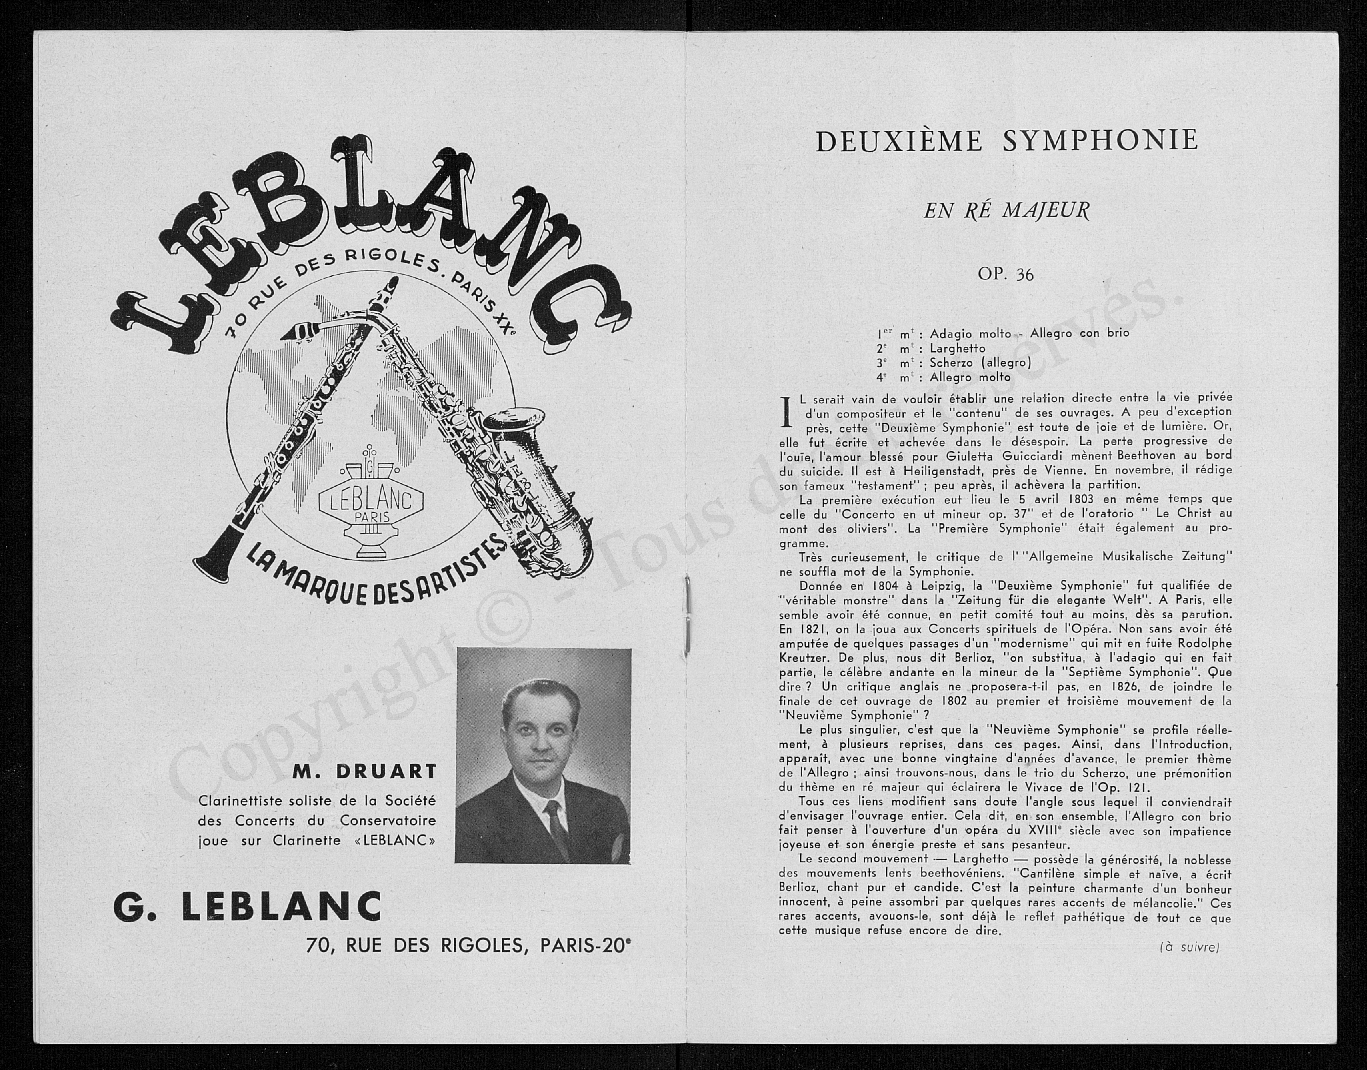 LEBLANC
70 RUE DES RIGOLES. PARIS XXe
LEBLANC
PARIS
LA MARQUE DES ARTISTES
M. DRUART
Clarinettiste soliste de la Société
des Concerts du Conservatoire
joue sur Clarinette «LEBLANC»
G. LEBLANC
70, RUE DES RIGOLES, PARIS-20e
DEUXIÈME SYMPHONIE
EN RÉ MAJEUR
OP. 36
1er mt : Adagio molto - Allegro con brio
2e mt : Larghetto
3e mt : Scherzo (allegro)
4e mt : Allegro molto
IL serait vain de vouloir établir une relation directe entre la vie privée
d'un compositeur et le "contenu" de ses ouvrages. A peu d'exception
près, cette "Deuxième Symphonie" est toute de joie et de lumière. Or,
elle fut écrite et achevée dans le désespoir. La perte progressive de
l'ouïe, l'amour blessé pour Giuletta Guicciardi mènent Beethoven au bord
du suicide. Il est à Heiligenstadt, près de Vienne. En novembre, il rédige
son fameux "testament" ; peu après, il achèvera la partition.
La première exécution eut lieu le 5 avril 1803 en même temps que
celle du "Concerto en ut mineur op. 37" et de l'oratorio " Le Christ au
mont des oliviers". La "Première Symphonie" était également au pro-
gramme.
Très curieusement, le critique de l' "Allgemeine Musikalische Zeitung"
ne souffla mot de la Symphonie.
Donnée en 1804 à Leipzig, la "Deuxième Symphonie" fut qualifiée de
"véritable monstre" dans la "Zeitung für die elegante Welt". A Paris, elle
semble avoir été connue, en petit comité tout au moins, dès sa parution.
En 1821, on la joua aux Concerts spirituels de l'Opéra. Non sans avoir été
amputée de quelques passages d'un "modernisme" qui mit en fuite Rodolphe
Kreutzer. De plus, nous dit Berlioz, "on substitua, à l'adagio qui en fait
partie, le célèbre andante en la mineur de la "Septième Symphonie". Que
dire ? Un critique anglais ne proposera-t-il pas, en 1826, de joindre le
finale de cet ouvrage de 1802 au premier et troisième mouvement de la
"Neuvième Symphonie" ?
Le plus singulier, c'est que la "Neuvième Symphonie" se profile réelle-
ment, à plusieurs reprises, dans ces pages. Ainsi, dans l'Introduction,
apparaît, avec une bonne vingtaine d'années d'avance, le premier thème
de l'Allegro ; ainsi trouvons-nous, dans le trio du Scherzo, une prémonition
du thème en ré majeur qui éclairera le Vivace de l'Op. 121.
Tous ces liens modifient sans doute l'angle sous lequel il conviendrait
d'envisager l'ouvrage entier. Cela dit, en son ensemble, l'Allegro con brio
fait penser à l'ouverture d'un opéra du XVIIIe siècle avec son impatience
joyeuse et son énergie preste et sans pesanteur.
Le second mouvement — Larghetto — possède la générosité, la noblesse
des mouvements lents beethovéniens. "Cantilène simple et naïve, a écrit
Berlioz, chant pur et candide. C'est la peinture charmante d'un bonheur
innocent, à peine assombri par quelques rares accents de mélancolie." Ces
rares accents, avouons-le, sont déjà le reflet pathétique de tout ce que
cette musique refuse encore de dire.
(à suivre)